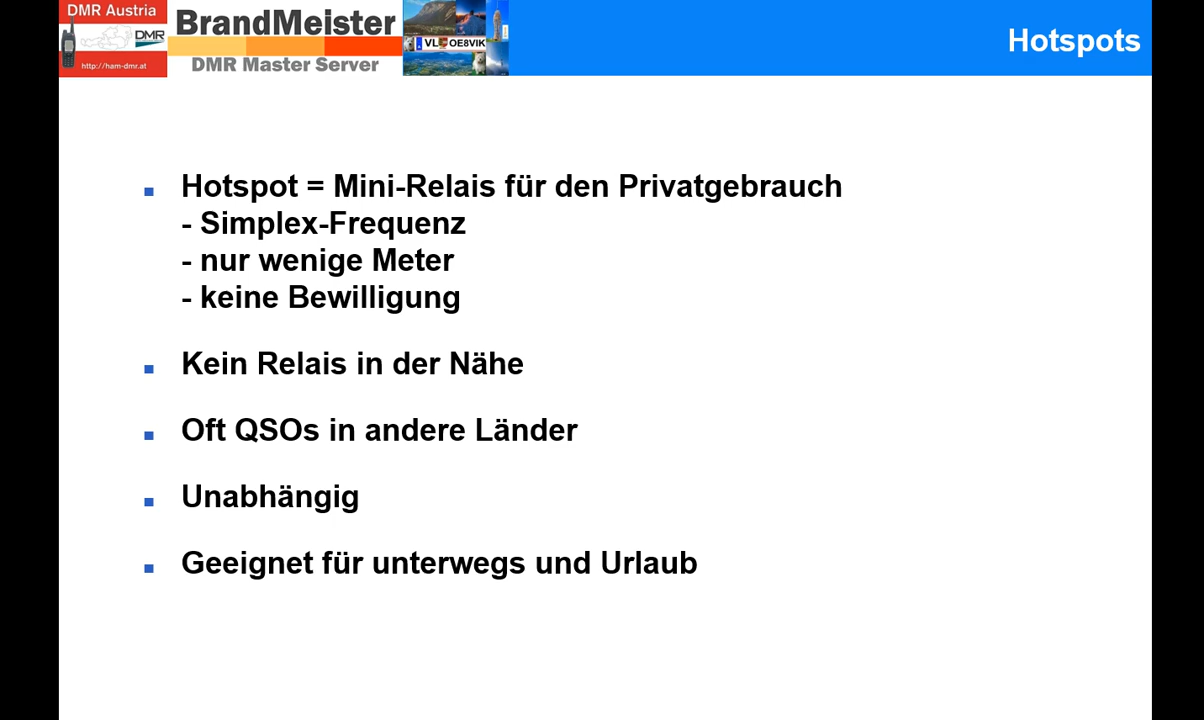 DMR Austria
DMR
http://ham-dmr.at
BrandMeister
DMR Master Server
VL OE8VIK
Hotspots
Hotspot = Mini-Relais für den Privatgebrauch
- Simplex-Frequenz
- nur wenige Meter
- keine Bewilligung
Kein Relais in der Nähe
Oft QSOs in andere Länder
Unabhängig
Geeignet für unterwegs und Urlaub